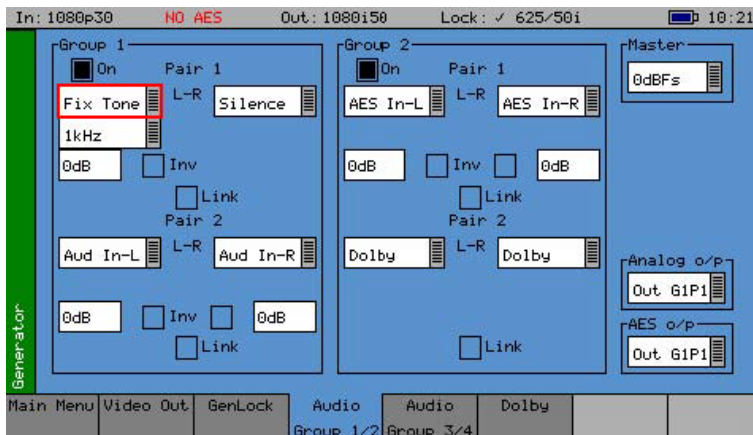 In: 1080p30 NO AES Out: 1080i50 Lock: ✓ 625/50i 10:21
Group 1
On Pair 1
Fix Tone L-R Silence
1kHz
0dB Inv
Link
Pair 2
Aud In-L L-R Aud In-R
0dB Inv 0dB
Link
Group 2
On Pair 1
AES In-L L-R AES In-R
0dB Inv 0dB
Link
Pair 2
Dolby L-R Dolby
Link
Master
0dBFs
Analog o/p
Out G1P1
AES o/p
Out G1P1
Generator
Main Menu Video Out GenLock Audio Group 1/2 Audio Group 3/4 Dolby